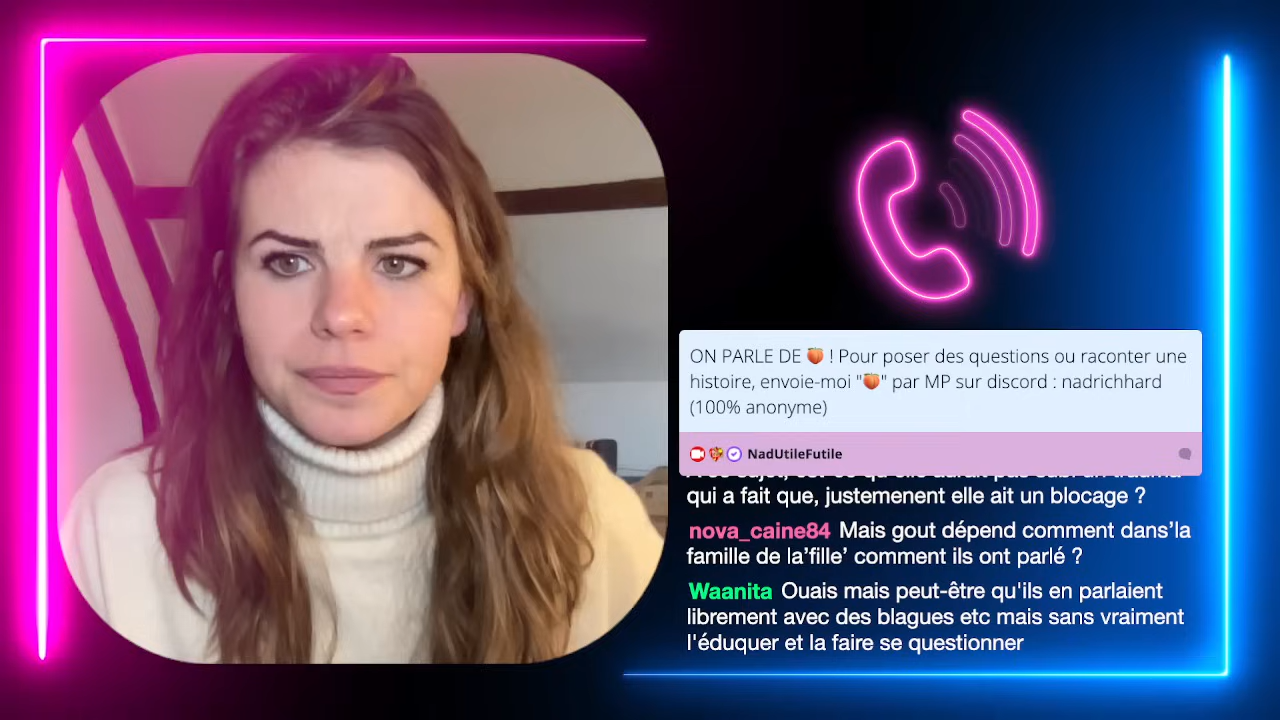 ON PARLE DE 🍑 ! Pour poser des questions ou raconter une
histoire, envoie-moi "🍑" par MP sur discord : nadrichhard
(100% anonyme)
NadUtileFutile
qui a fait que, justemenent elle ait un blocage ?
nova_caine84 Mais gout dépend comment dans’la
famille de la’fille’ comment ils ont parlé ?
Waanita Ouais mais peut-être qu'ils en parlaient
librement avec des blagues etc mais sans vraiment
l'éduquer et la faire se questionner